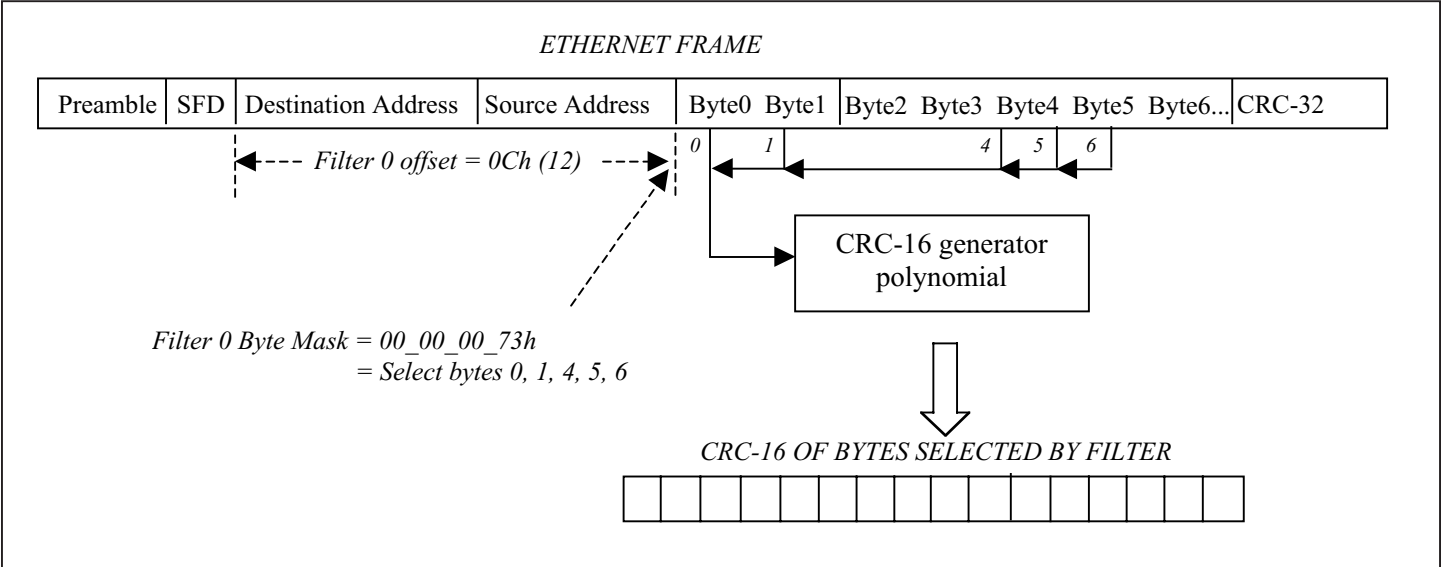 ETHERNET FRAME
Preamble SFD Destination Address Source Address Byte0 Byte1 Byte2 Byte3 Byte4 Byte5 Byte6... CRC-32
0 1 4 5 6
Filter 0 offset = 0Ch (12)
CRC-16 generator
polynomial
Filter 0 Byte Mask = 00_00_00_73h
= Select bytes 0, 1, 4, 5, 6
CRC-16 OF BYTES SELECTED BY FILTER